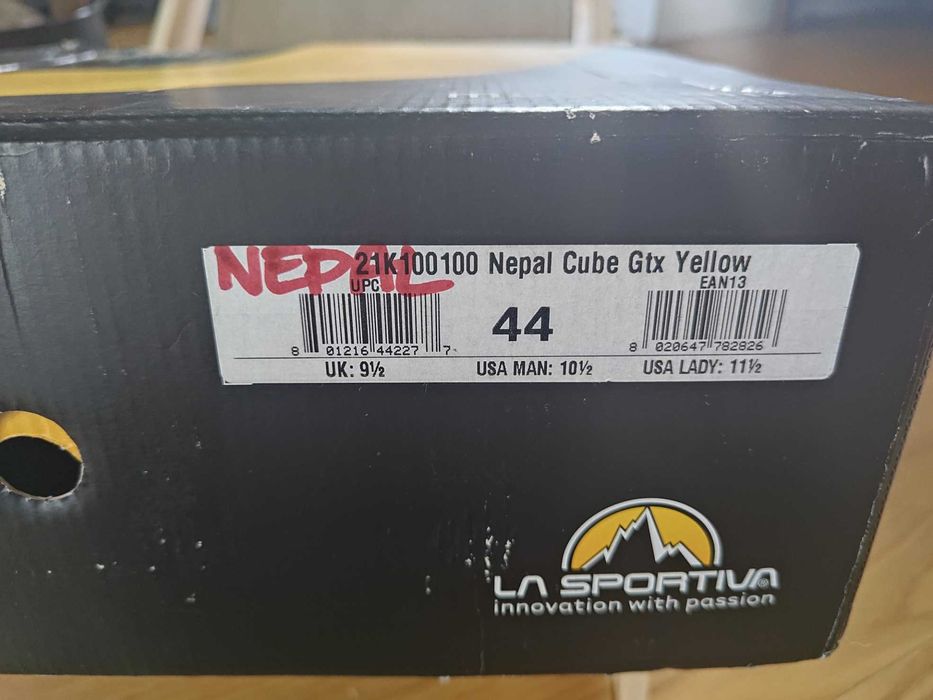 NEPAL
21K100100 Nepal Cube Gtx Yellow
UPC EAN13
44
8 01216 44227 7 8 020647 782826
UK: 9½ USA MAN: 10½ USA LADY: 11½
LA SPORTIVA®
innovation with passion